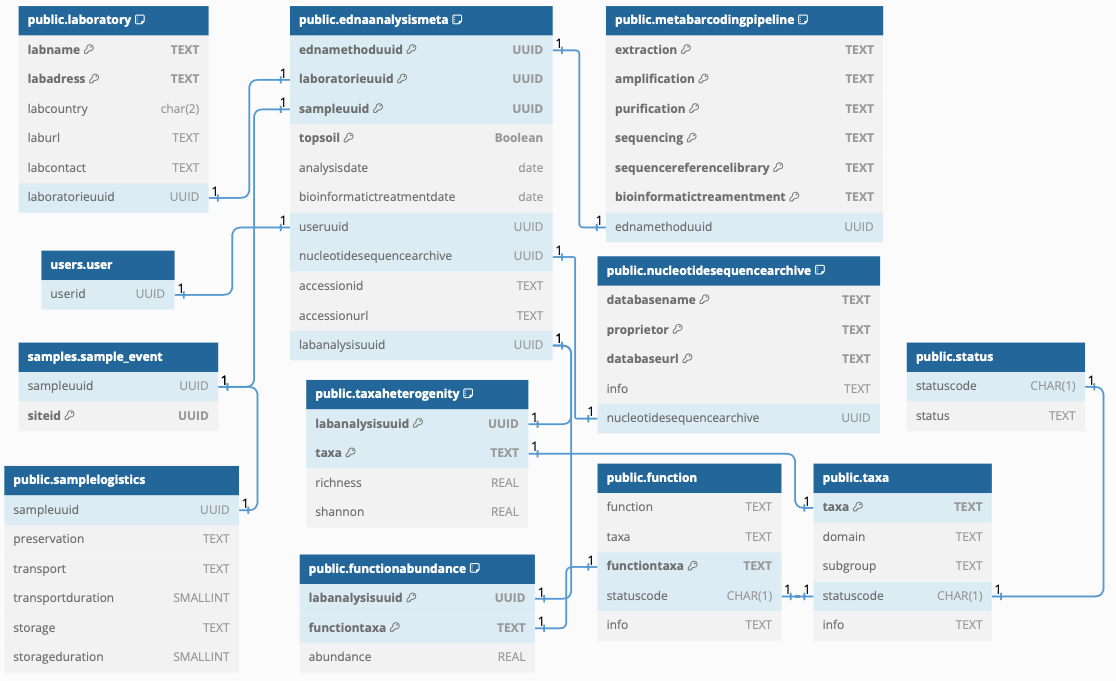 public.laboratory
labname TEXT
labadress TEXT
labcountry char(2)
laburl TEXT
labcontact TEXT
laboratorieuuid UUID 1
users.user
userid UUID 1
samples.sample_event
sampleuuid UUID 1
siteid UUID
public.samplelogistics
sampleuuid UUID 1
preservation TEXT
transport TEXT
transportduration SMALLINT
storage TEXT
storageduration SMALLINT
public.ednaanalysismeta
ednamethoduuid UUID 1
1 laboratorieuuid UUID
1 sampleuuid UUID
topsoil Boolean
analysisdate date
bioinformatictreatmentdate date
1 useruuid UUID
nucleotidesequencearchive UUID 1
accessionid TEXT
accessionurl TEXT
labanalysisuuid UUID 1
public.taxaheterogenity
labanalysisuuid UUID 1
taxa TEXT 1
richness REAL
shannon REAL
public.functionabundance
labanalysisuuid UUID 1
functiontaxa TEXT 1
abundance REAL
public.metabarcodingpipeline
extraction TEXT
amplification TEXT
purification TEXT
sequencing TEXT
sequencereferencelibrary TEXT
bioinformatictreamentment TEXT
1 ednamethoduuid UUID
public.nucleotidesequencearchive
databasename TEXT
proprietor TEXT
databaseurl TEXT
info TEXT
1 nucleotidesequencearchive UUID
public.status
statuscode CHAR(1) 1
status TEXT
public.function
function TEXT
taxa TEXT
1 functiontaxa TEXT
statuscode CHAR(1) 1
info TEXT
public.taxa
1 taxa TEXT
domain TEXT
subgroup TEXT
1 statuscode CHAR(1) 1
info TEXT